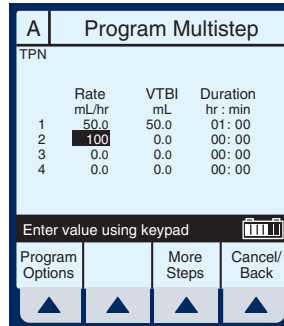 A Program Multistep
TPN
Rate VTBI Duration
mL/hr mL hr : min
1 50.0 50.0 01: 00
2 100 0.0 00: 00
3 0.0 0.0 00: 00
4 0.0 0.0 00: 00
Enter value using keypad
Program More Cancel/
Options Steps Back